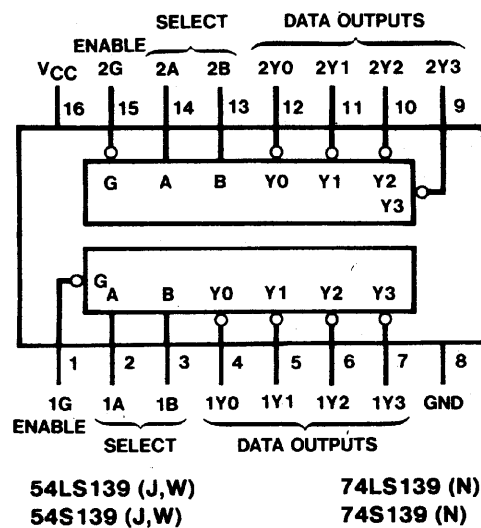 SELECT DATA OUTPUTS
ENABLE
VCC 2G 2A 2B 2Y0 2Y1 2Y2 2Y3
16 15 14 13 12 11 10 9
G A B Y0 Y1 Y2
Y3
G
A B Y0 Y1 Y2 Y3
1 2 3 4 5 6 7 8
1G 1A 1B 1Y0 1Y1 1Y2 1Y3 GND
ENABLE
SELECT DATA OUTPUTS
54LS139 (J,W) 74LS139 (N)
54S139 (J,W) 74S139 (N)